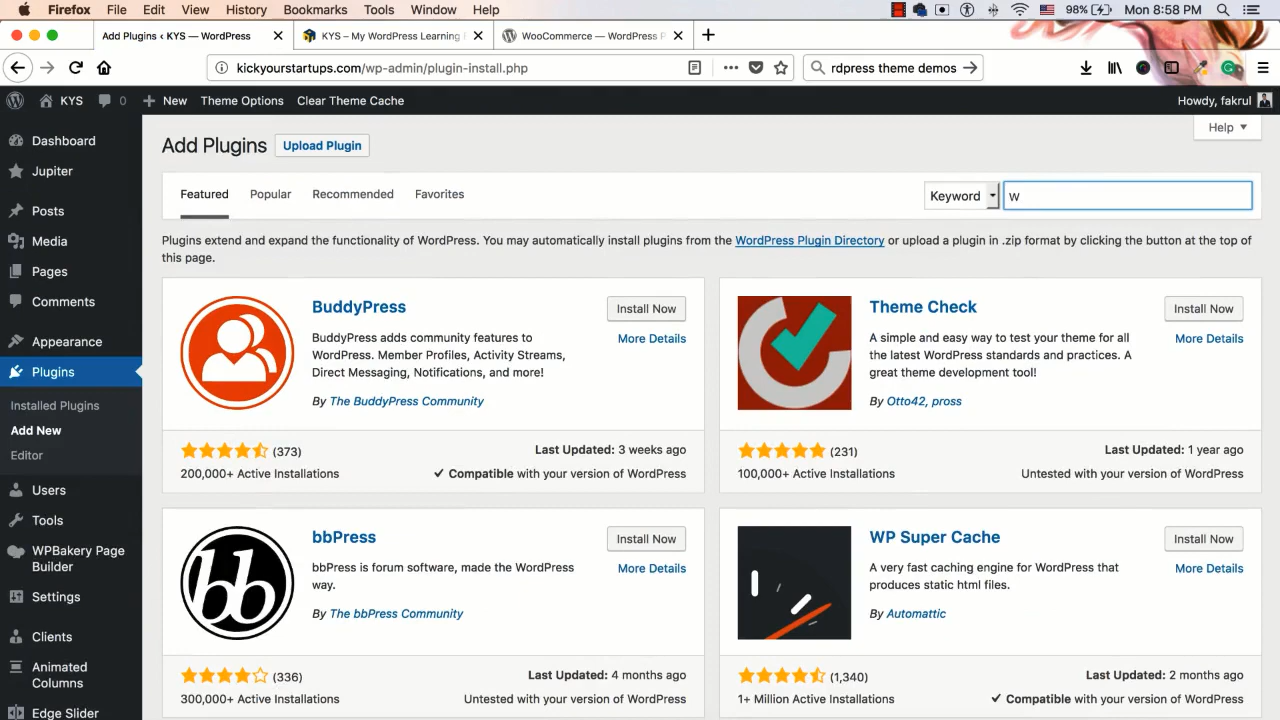 Firefox File Edit View History Bookmarks Tools Window Help 98% Mon 8:58 PM
Add Plugins ‹ KYS — WordPress KYS – My WordPress Learning WooCommerce — WordPress P
kickyourstartups.com/wp-admin/plugin-install.php rdpress theme demos
KYS 0 New Theme Options Clear Theme Cache Howdy, fakrul
Help
Dashboard
Jupiter
Posts
Media
Pages
Comments
Appearance
Plugins
Installed Plugins
Add New
Editor
Users
Tools
WPBakery Page
Builder
Settings
Clients
Animated
Columns
Edge Slider
Add Plugins Upload Plugin
Featured Popular Recommended Favorites Keyword w
Plugins extend and expand the functionality of WordPress. You may automatically install plugins from the WordPress Plugin Directory or upload a plugin in .zip format by clicking the button at the top of
this page.
BuddyPress
Install Now
More Details
BuddyPress adds community features to
WordPress. Member Profiles, Activity Streams,
Direct Messaging, Notifications, and more!
By The BuddyPress Community
(373) Last Updated: 3 weeks ago
200,000+ Active Installations Compatible with your version of WordPress
Theme Check
Install Now
More Details
A simple and easy way to test your theme for all
the latest WordPress standards and practices. A
great theme development tool!
By Otto42, pross
(231) Last Updated: 1 year ago
100,000+ Active Installations Untested with your version of WordPress
bb
bbPress
Install Now
More Details
bbPress is forum software, made the WordPress
way.
By The bbPress Community
(336) Last Updated: 4 months ago
300,000+ Active Installations Untested with your version of WordPress
WP Super Cache
Install Now
More Details
A very fast caching engine for WordPress that
produces static html files.
By Automattic
(1,340) Last Updated: 2 months ago
1+ Million Active Installations Compatible with your version of WordPress